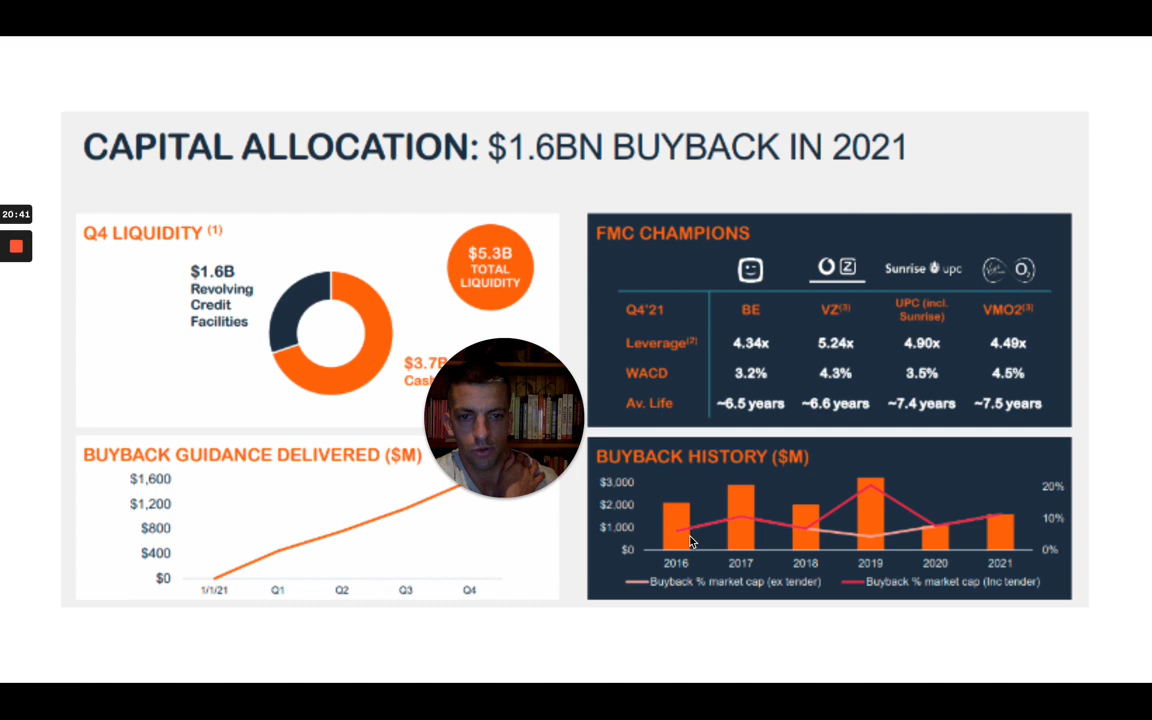 CAPITAL ALLOCATION: $1.6BN BUYBACK IN 2021
20:41
Q4 LIQUIDITY (1)
$5.3B
TOTAL
LIQUIDITY
$1.6B
Revolving
Credit
Facilities
$3.7B
FMC CHAMPIONS
Sunrise upc
Q4'21 BE VZ(3) UPC (incl. Sunrise) VMO2(3)
Leverage(2) 4.34x 5.24x 4.90x 4.49x
WACD 3.2% 4.3% 3.5% 4.5%
Av. Life ~6.5 years ~6.6 years ~7.4 years ~7.5 years
BUYBACK GUIDANCE DELIVERED ($M)
$1,600
$1,200
$800
$400
$0
1/1/21 Q1 Q2 Q3 Q4
BUYBACK HISTORY ($M)
$3,000 20%
$2,000
$1,000 10%
$0 0%
2016 2017 2018 2019 2020 2021
Buyback % market cap (ex tender) Buyback % market cap (Inc tender)